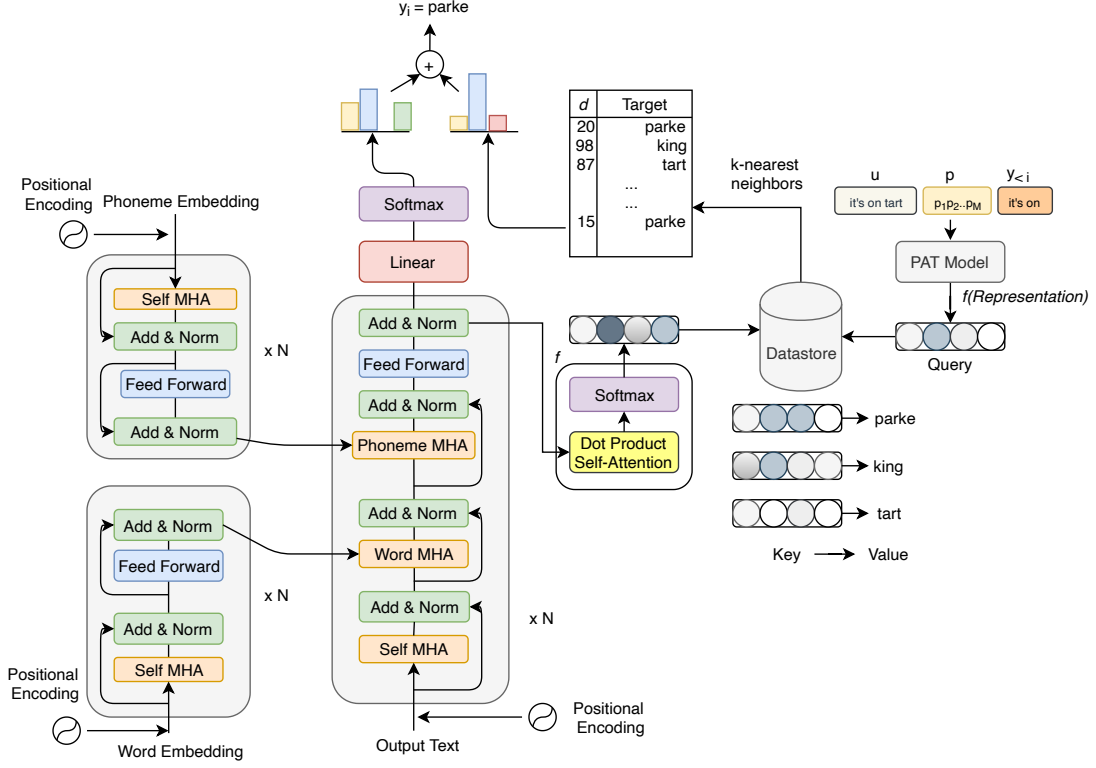 yᵢ = parke
+
d Target
20 parke
98 king
87 tart
...
...
15 parke
k-nearest
neighbors
u p y< i
it's on tart p₁p₂..pM it's on
PAT Model
f(Representation)
Query
Datastore
Positional
Encoding
Phoneme Embedding
Self MHA
Add & Norm
Feed Forward
Add & Norm
x N
Add & Norm
Feed Forward
Add & Norm
Self MHA
x N
Positional
Encoding
Word Embedding
Softmax
Linear
Add & Norm
Feed Forward
Add & Norm
Phoneme MHA
Add & Norm
Word MHA
Add & Norm
Self MHA
x N
Output Text
Positional
Encoding
f
Softmax
Dot Product
Self-Attention
parke
king
tart
Key Value